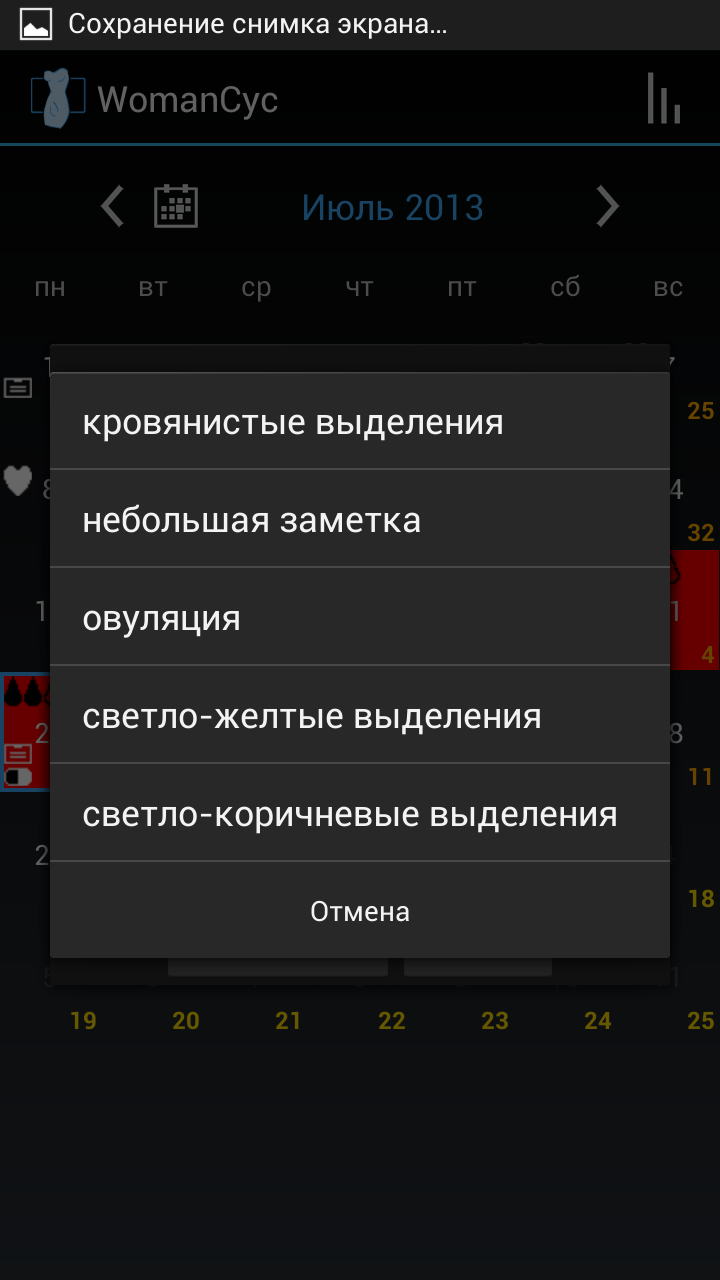 Сохранение снимка экрана...
WomanCyc
Июль 2013
пн вт ср чт пт сб вс
25
кровянистые выделения
32
небольшая заметка
овуляция
4
светло-желтые выделения
11
светло-коричневые выделения
18
Отмена
19 20 21 22 23 24 25